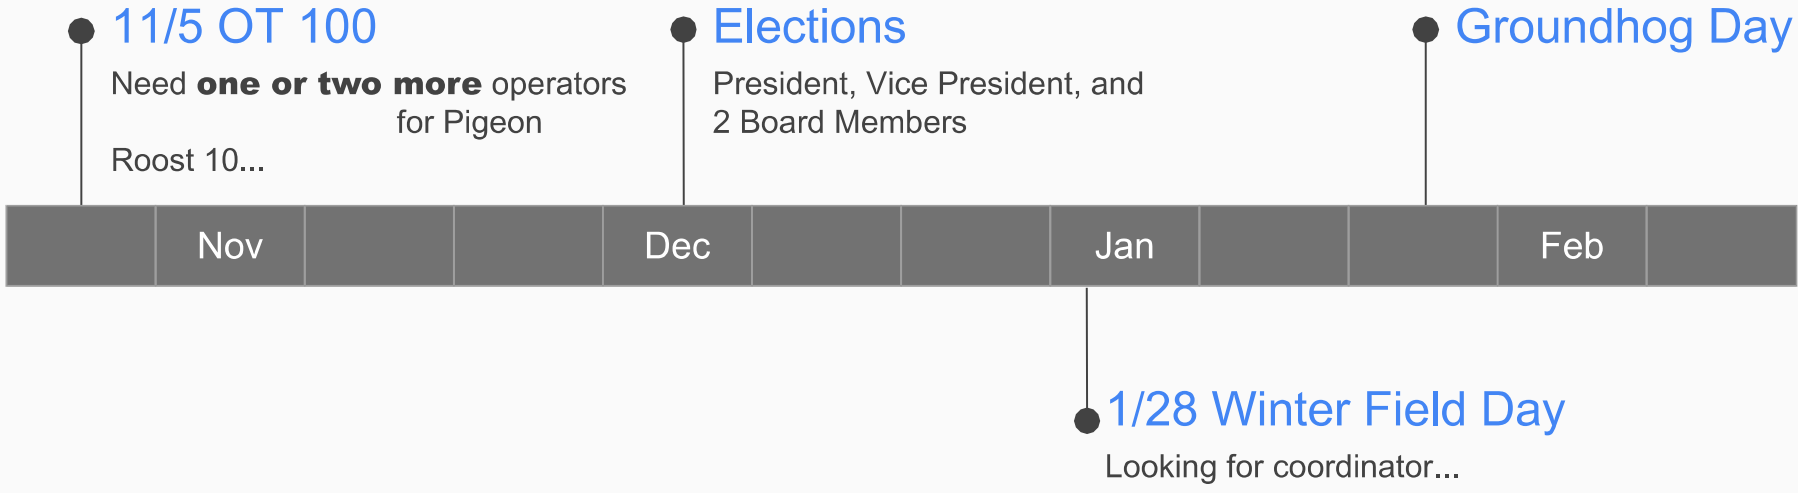 11/5 OT 100
Need one or two more operators
for Pigeon
Roost 10...
Elections
President, Vice President, and
2 Board Members
Groundhog Day
Nov
Dec
Jan
Feb
1/28 Winter Field Day
Looking for coordinator...